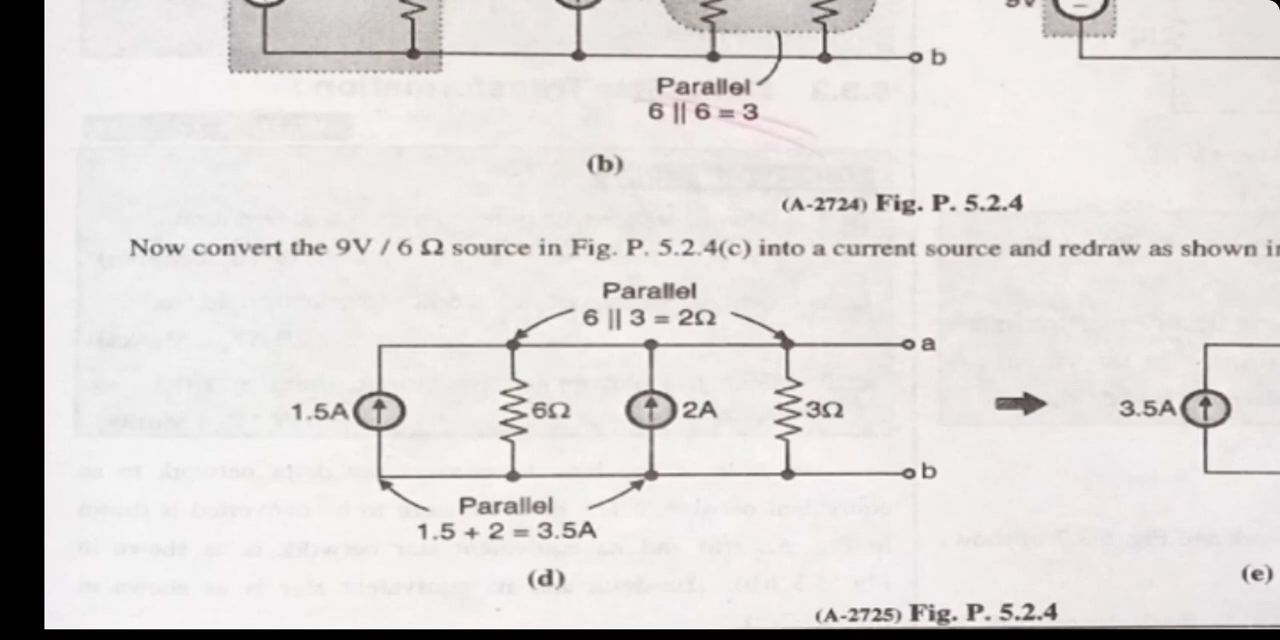 b
Parallel
6 || 6 = 3
(b)
(A-2724) Fig. P. 5.2.4
Now convert the 9V / 6 Ω source in Fig. P. 5.2.4(c) into a current source and redraw as shown in
Parallel
6 || 3 = 2Ω
a
1.5A
6Ω
2A
3Ω
3.5A
b
Parallel
1.5 + 2 = 3.5A
(d)
(e)
(A-2725) Fig. P. 5.2.4